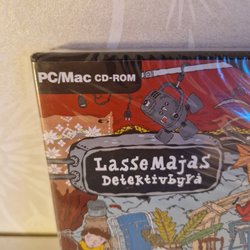 PC/Mac CD-ROM
LasseMajas
Detektivbyrå